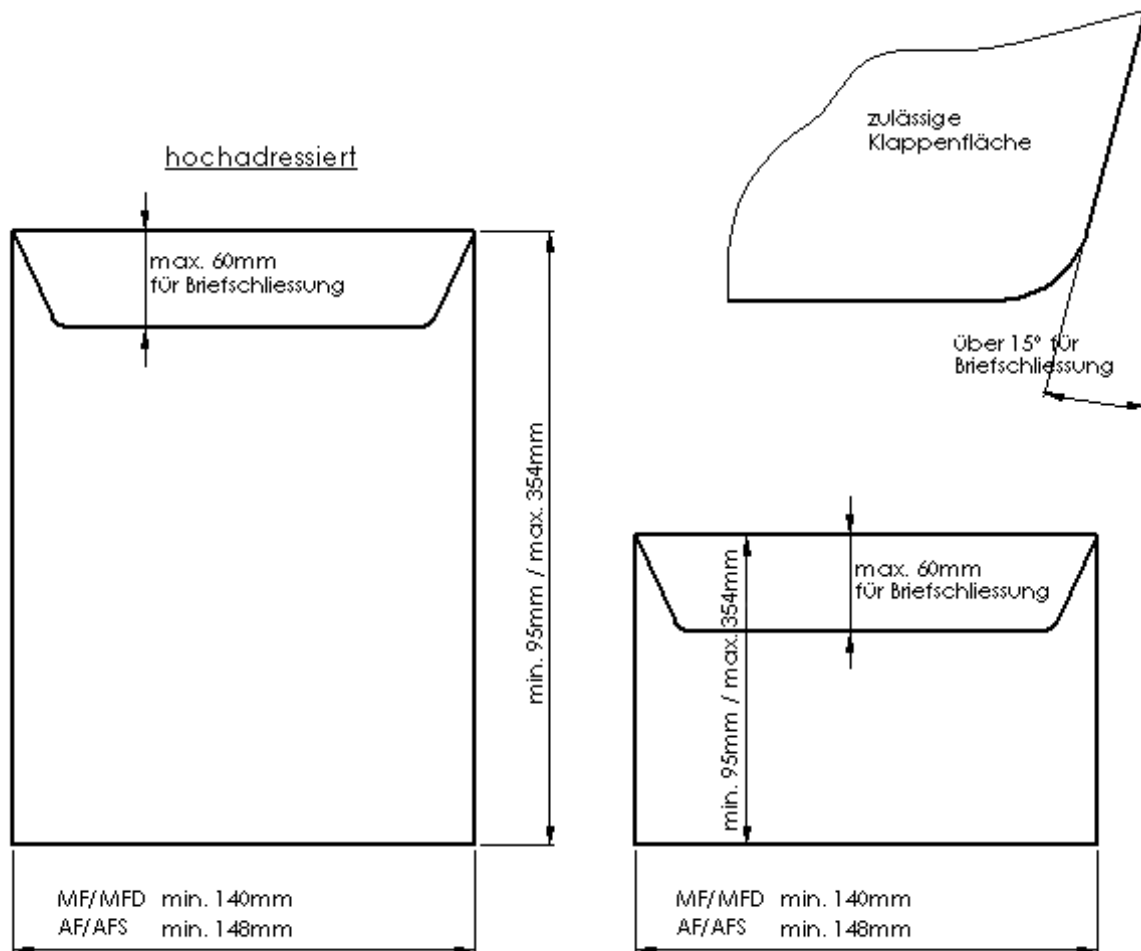 zulässige
Klappenfläche
hochadressiert
max. 60mm
für Briefschliessung
über 15° für
Briefschliessung
min. 95mm / max. 354mm
max. 60mm
für Briefschliessung
min. 95mm / max. 354mm
MF/MFD min. 140mm
AF/AFS min. 148mm
MF/MFD min. 140mm
AF/AFS min. 148mm